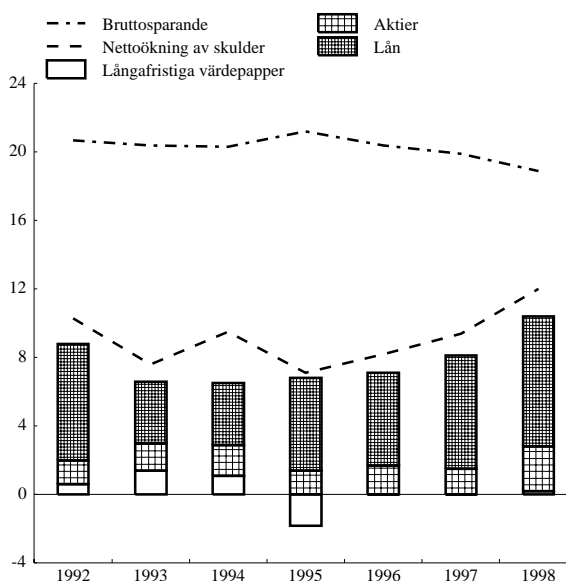 Bruttosparande
Nettoökning av skulder
Långafristiga värdepapper
Aktier
Lån
24
20
16
12
8
4
0
-4
1992 1993 1994 1995 1996 1997 1998